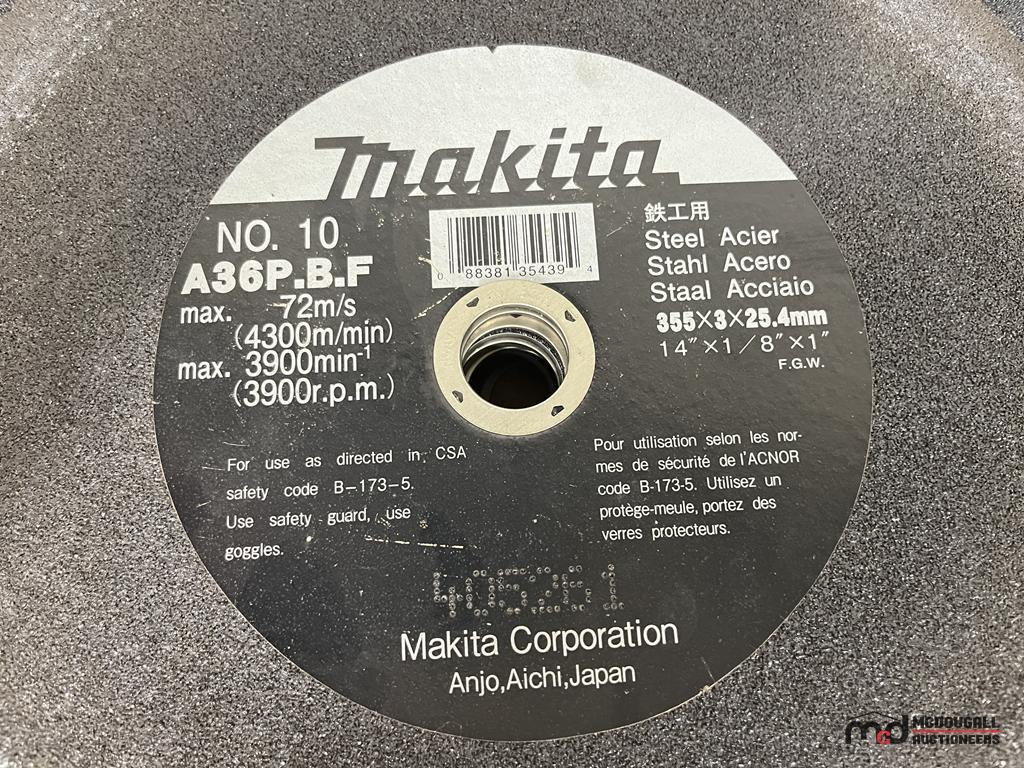 makita
NO. 10
A36P.B.F
max. 72m/s
(4300m/min)
max. 3900min-1
(3900r.p.m.)
0 88381 35439 4
鉄工用
Steel Acier
Stahl Acero
Staal Acciaio
355×3×25.4mm
14"×1/8"×1"
F.G.W.
For use as directed in CSA
safety code B-173-5.
Use safety guard, use
goggles.
Pour utilisation selon les nor-
mes de sécurité de l'ACNOR
code B-173-5. Utilisez un
protège-meule, portez des
verres protecteurs.
Makita Corporation
Anjo,Aichi,Japan
mcd MCDOUGALL
AUCTIONEERS